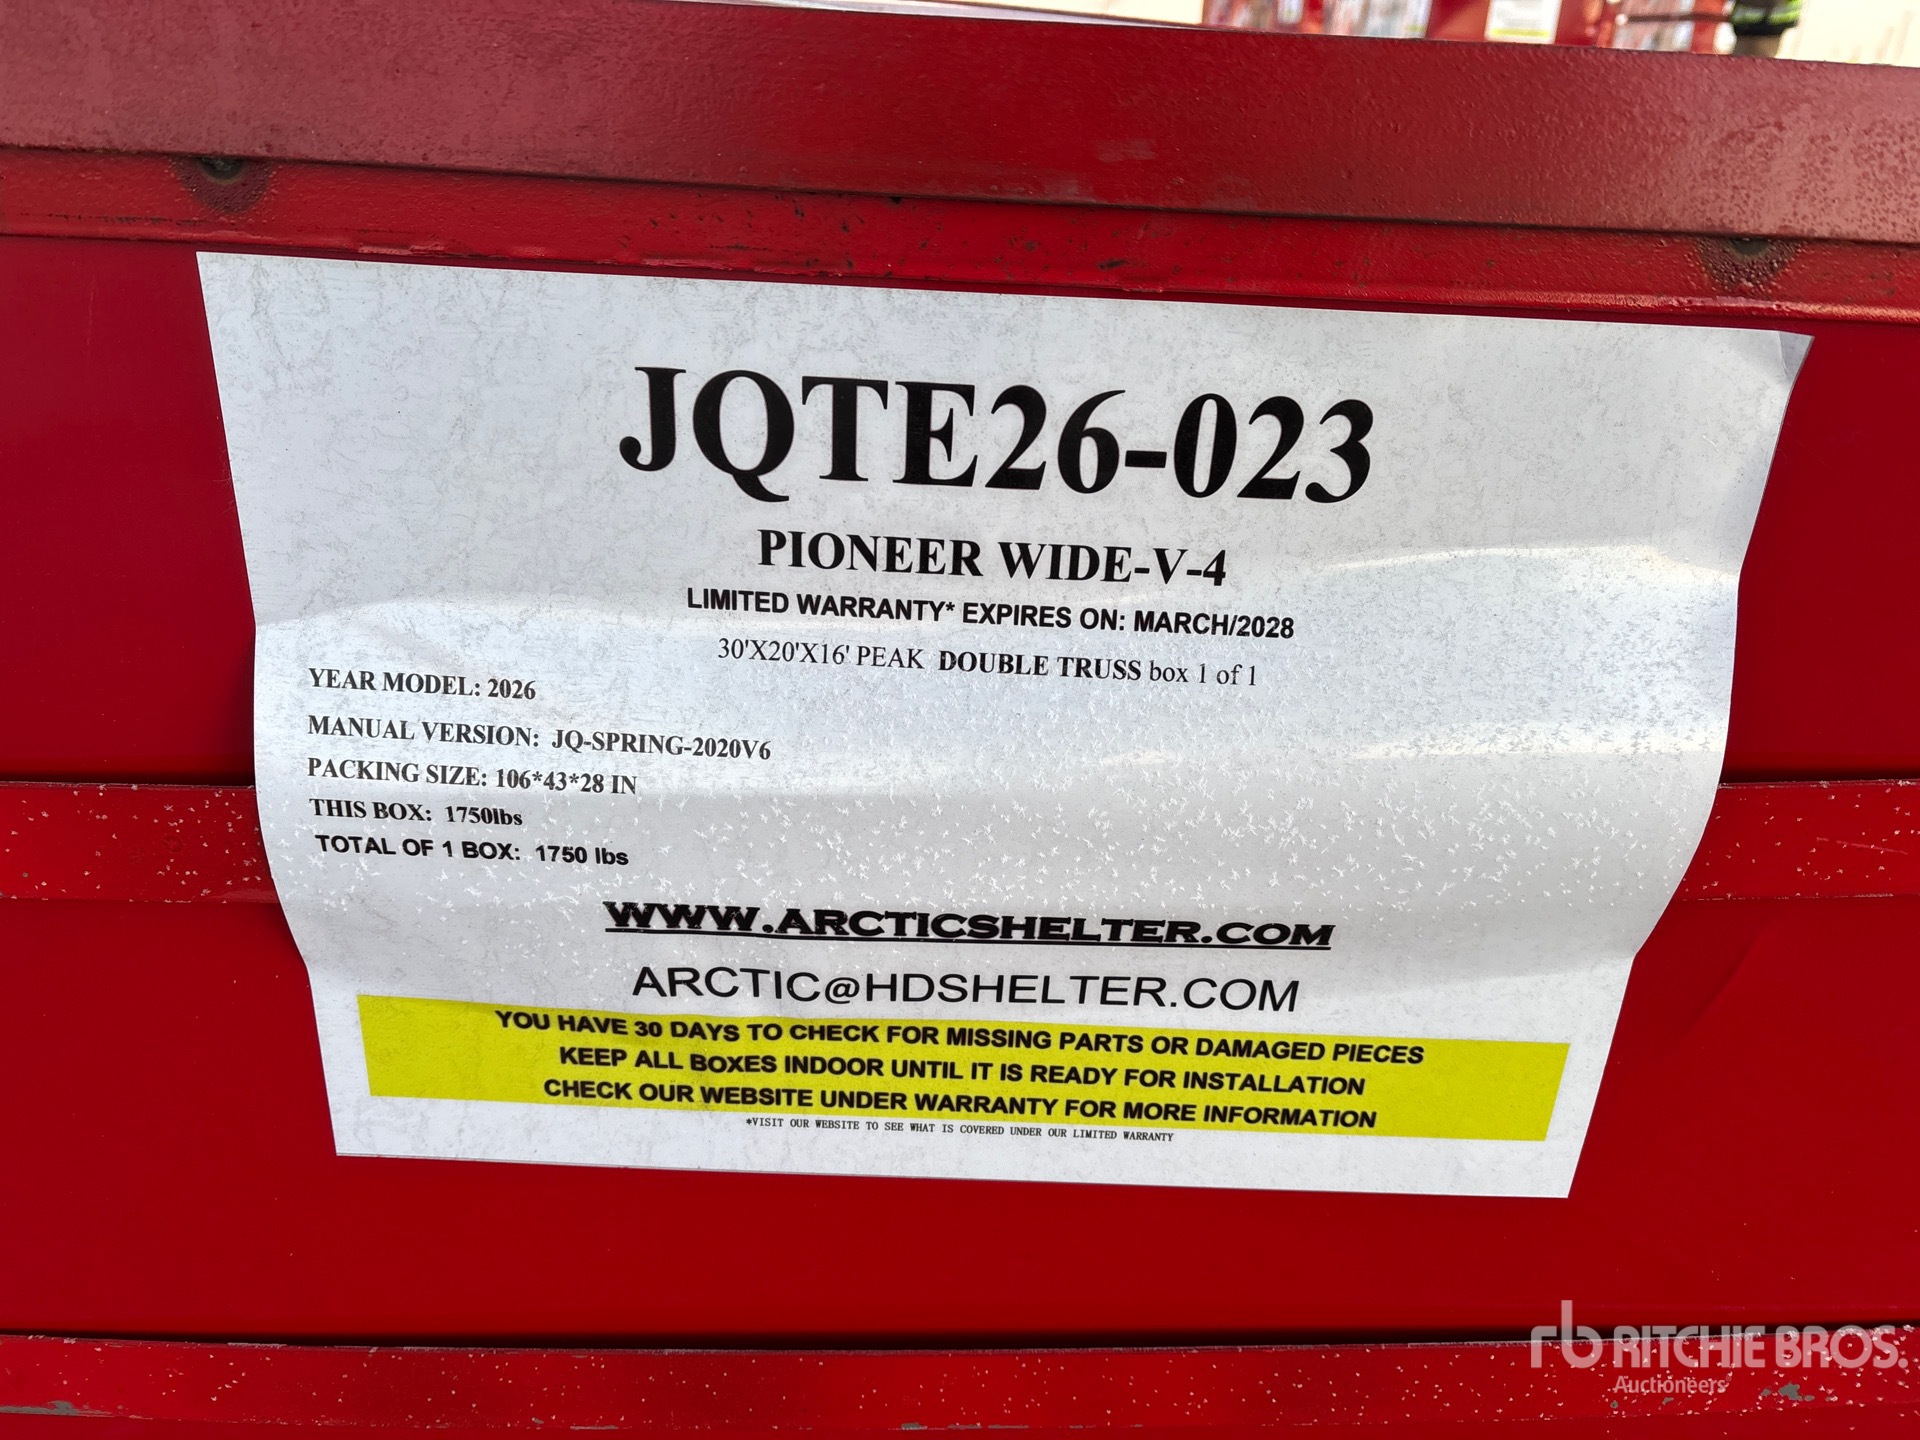 JQTE26-023
PIONEER WIDE-V-4
LIMITED WARRANTY* EXPIRES ON: MARCH/2028
30'X20'X16' PEAK DOUBLE TRUSS box 1 of 1
YEAR MODEL: 2026
MANUAL VERSION: JQ-SPRING-2020V6
PACKING SIZE: 106*43*28 IN
THIS BOX: 1750lbs
TOTAL OF 1 BOX: 1750 lbs
WWW.ARCTICSHELTER.COM
ARCTIC@HDSHELTER.COM
YOU HAVE 30 DAYS TO CHECK FOR MISSING PARTS OR DAMAGED PIECES
KEEP ALL BOXES INDOOR UNTIL IT IS READY FOR INSTALLATION
CHECK OUR WEBSITE UNDER WARRANTY FOR MORE INFORMATION
*VISIT OUR WEBSITE TO SEE WHAT IS COVERED UNDER OUR LIMITED WARRANTY
rb RITCHIE BROS.
Auctioneers